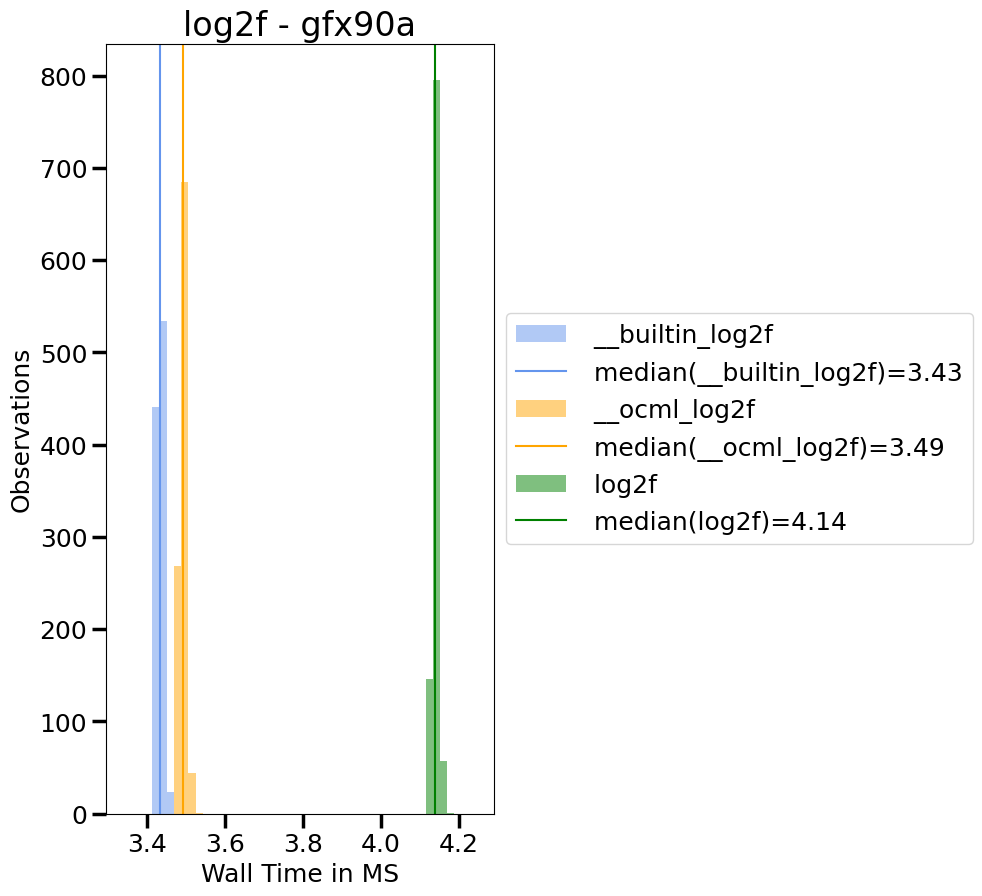 log2f - gfx90a
800
700
600
500
400
300
200
100
0
Observations
3.4 3.6 3.8 4.0 4.2
Wall Time in MS
__builtin_log2f
median(__builtin_log2f)=3.43
__ocml_log2f
median(__ocml_log2f)=3.49
log2f
median(log2f)=4.14